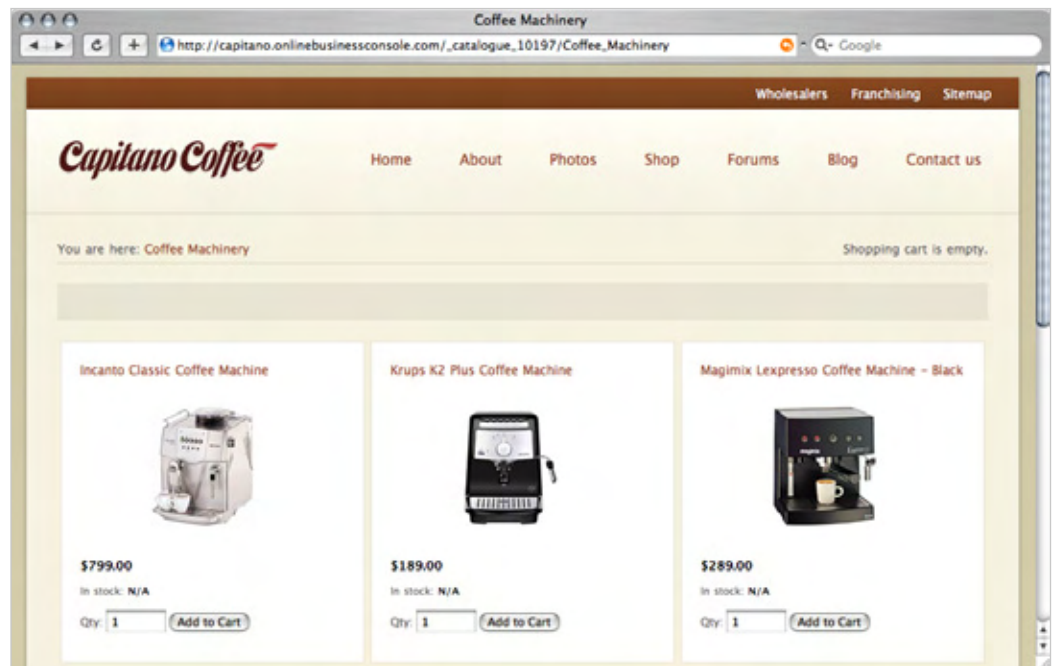 Coffee Machinery
http://capitano.onlinebusinessconsole.com/_catalogue_10197/Coffee_Machinery
Google
Wholesalers Franchising Sitemap
Capitano Coffee
Home About Photos Shop Forums Blog Contact us
You are here: Coffee Machinery
Shopping cart is empty.
Incanto Classic Coffee Machine
$799.00
In stock: N/A
Qty: 1 Add to Cart
Krups K2 Plus Coffee Machine
$189.00
In stock: N/A
Qty: 1 Add to Cart
Magimix Lexpresso Coffee Machine – Black
magimix
$289.00
In stock: N/A
Qty: 1 Add to Cart